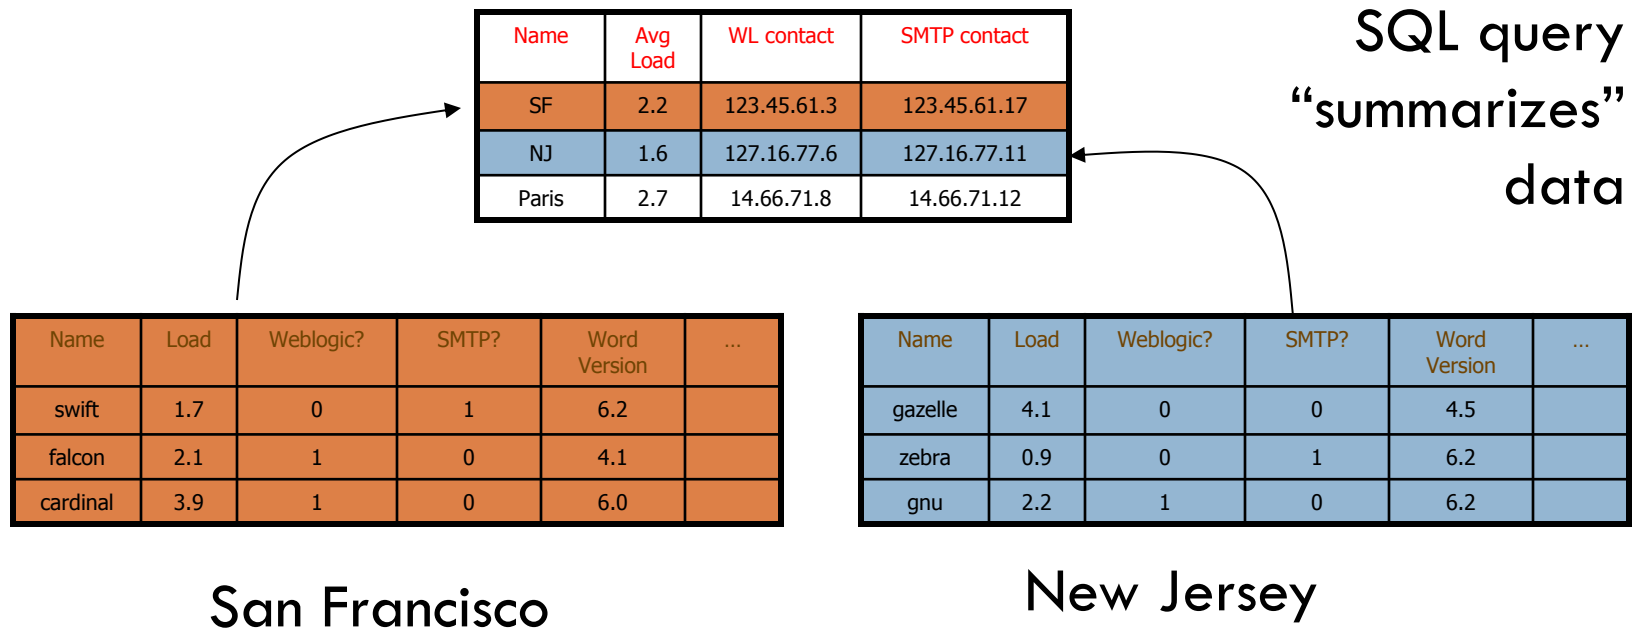 Name Avg Load WL contact SMTP contact
SF 2.2 123.45.61.3 123.45.61.17
NJ 1.6 127.16.77.6 127.16.77.11
Paris 2.7 14.66.71.8 14.66.71.12
SQL query
“summarizes”
data
Name Load Weblogic? SMTP? Word Version …
swift 1.7 0 1 6.2
falcon 2.1 1 0 4.1
cardinal 3.9 1 0 6.0
San Francisco
Name Load Weblogic? SMTP? Word Version …
gazelle 4.1 0 0 4.5
zebra 0.9 0 1 6.2
gnu 2.2 1 0 6.2
New Jersey